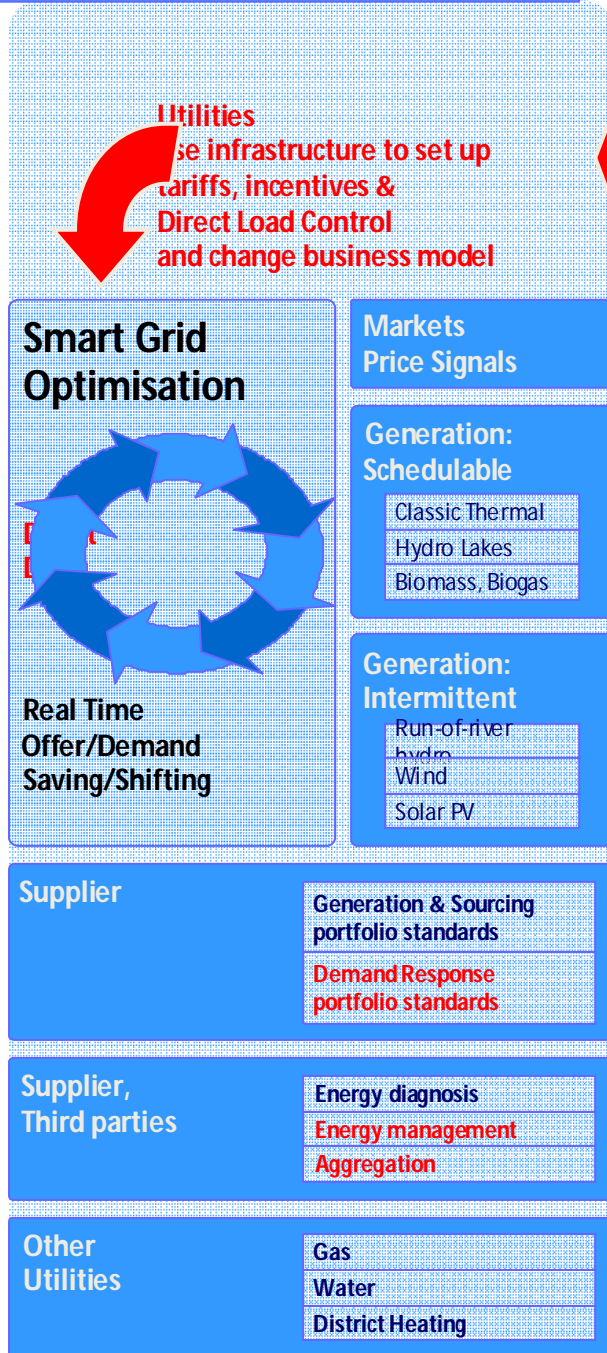 Utilities
Use infrastructure to set up
tariffs, incentives &
Direct Load Control
and change business model
Smart Grid
Optimisation
Real Time
Offer/Demand
Saving/Shifting
Markets
Price Signals
Generation:
Schedulable
Classic Thermal
Hydro Lakes
Biomass, Biogas
Generation:
Intermittent
Run-of-river
hydro
Wind
Solar PV
Supplier
Generation & Sourcing
portfolio standards
Demand Response
portfolio standards
Supplier,
Third parties
Energy diagnosis
Energy management
Aggregation
Other
Utilities
Gas
Water
District Heating